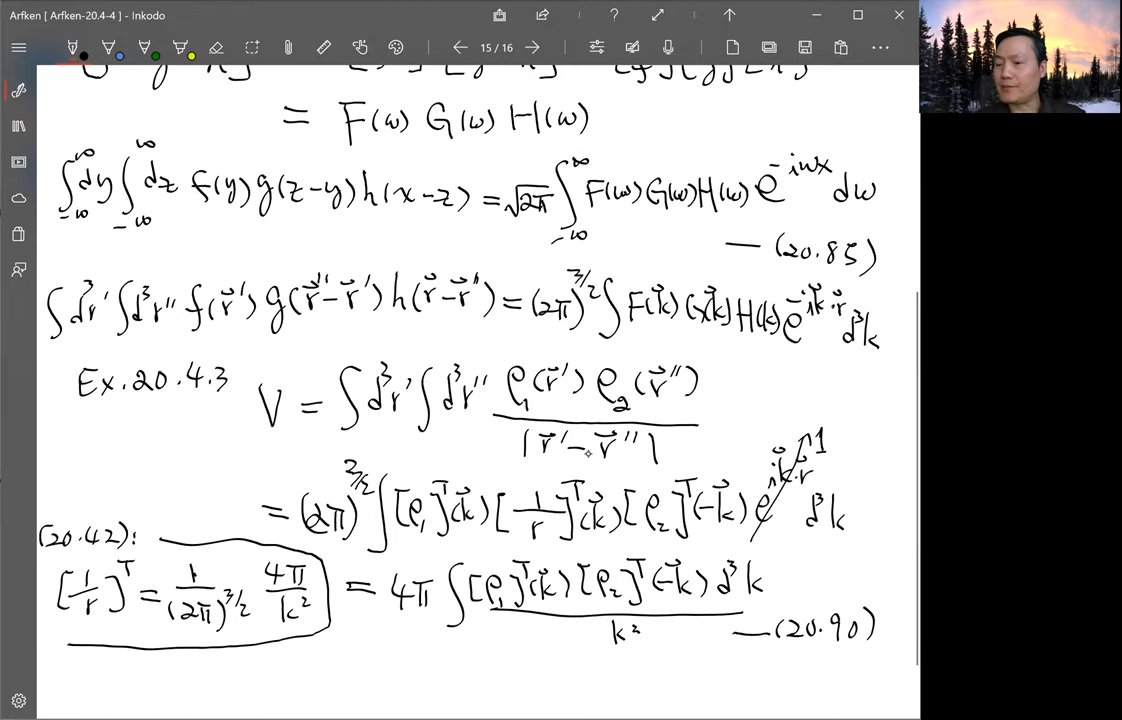 Arfken [ Arfken-20.4-4 ] - Inkodo
15 / 16
= F(ω) G(ω) H(ω)
∫_{-∞}^{∞} dy ∫_{-∞}^{∞} dz f(y) g(z-y) h(x-z) = √2π ∫_{-∞}^{∞} F(ω) G(ω) H(ω) e^{-iωx} dω
— (20.85)
∫d³r' ∫d³r'' f(r⃗') g(r⃗''-r⃗') h(r⃗-r⃗'') = (2π)^{3/2} ∫ F(k⃗) G(k⃗) H(k⃗) e^{-ik⃗·r⃗} d³k
Ex. 20.4.3 V = ∫d³r' ∫d³r'' ρ₁(r⃗') ρ₂(r⃗'') / |r⃗'-r⃗''|
= (2π)^{3/2} ∫ [ρ₁]^T(k⃗) [1/r]^T(k⃗) [ρ₂]^T(-k⃗) e^{ik⃗·r⃗} 1 d³k
(20.42):
[1/r]^T = 1/(2π)^{3/2} 4π/k² = 4π ∫ [ρ₁]^T(k⃗) [ρ₂]^T(-k⃗) d³k / k² — (20.90)